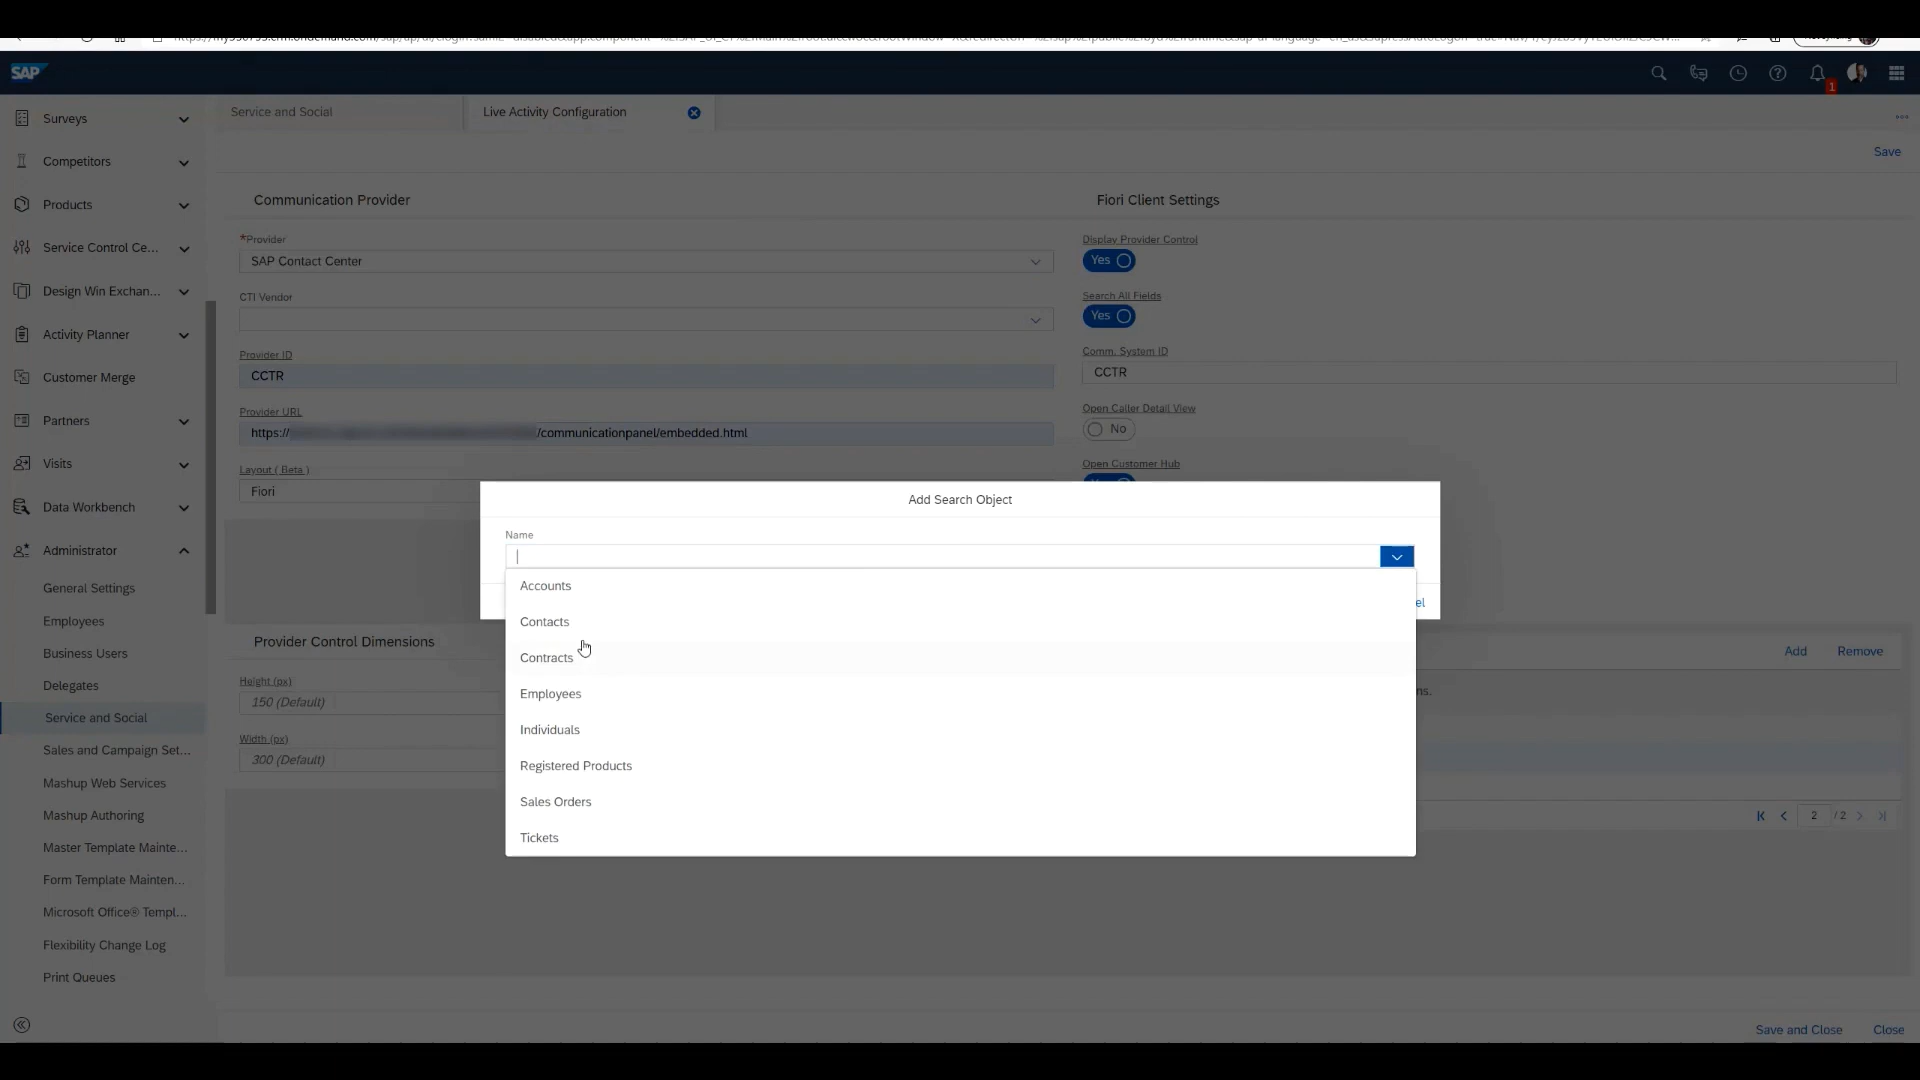 SAP
1
Service and Social
Live Activity Configuration
Save
Surveys
Competitors
Products
Service Control Ce...
Design Win Exchan...
Activity Planner
Customer Merge
Partners
Visits
Data Workbench
Administrator
General Settings
Employees
Business Users
Delegates
Service and Social
Sales and Campaign Set...
Mashup Web Services
Mashup Authoring
Master Template Mainte...
Form Template Mainten...
Microsoft Office® Templ...
Flexibility Change Log
Print Queues
Communication Provider
*Provider
SAP Contact Center
CTI Vendor
Provider ID
CCTR
Provider URL
https:// /communicationpanel/embedded.html
Layout ( Beta )
Fiori
Fiori Client Settings
Display Provider Control
Yes
Search All Fields
Yes
Comm. System ID
CCTR
Open Caller Detail View
No
Open Customer Hub
Add Search Object
Name
Accounts
Contacts
Contracts
Employees
Individuals
Registered Products
Sales Orders
Tickets
el
Provider Control Dimensions
Height (px)
150 (Default)
Width (px)
300 (Default)
Add Remove
ns.
2 / 2
Save and Close Close